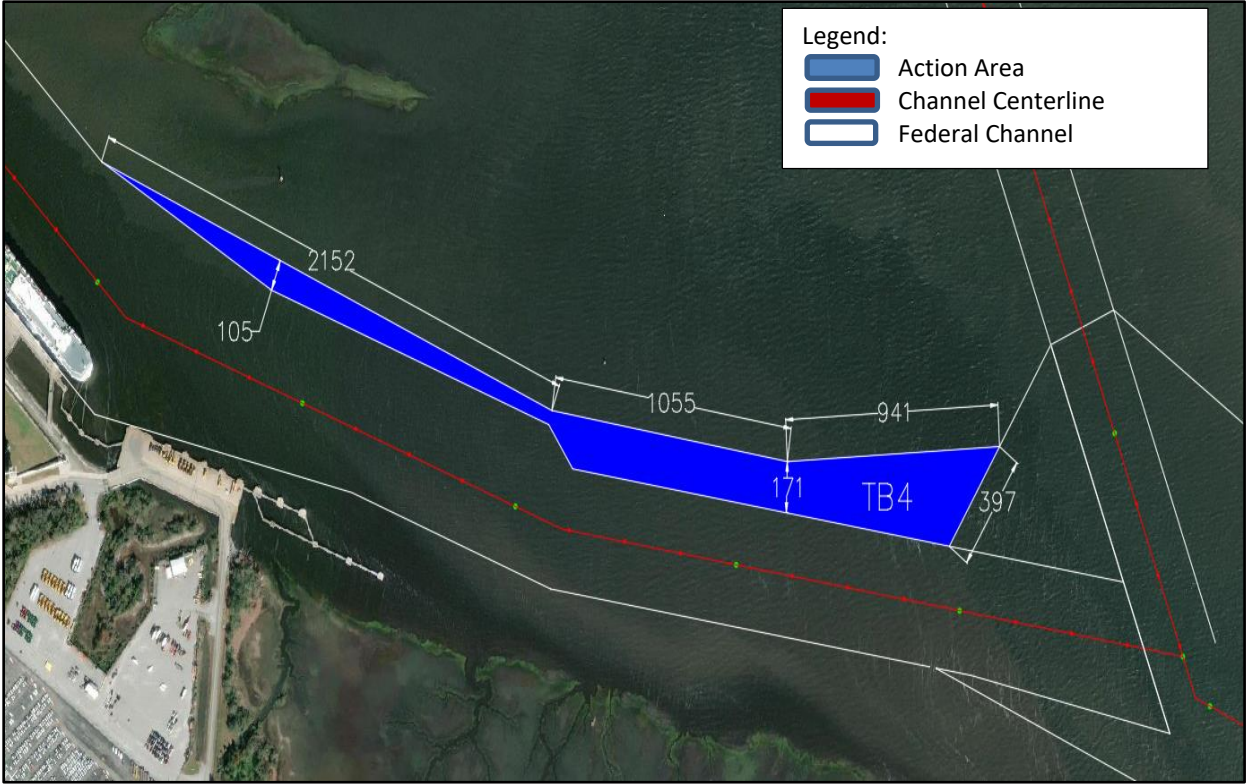 Legend:
Action Area
Channel Centerline
Federal Channel
2152
105
1055
941
171
TB4
397